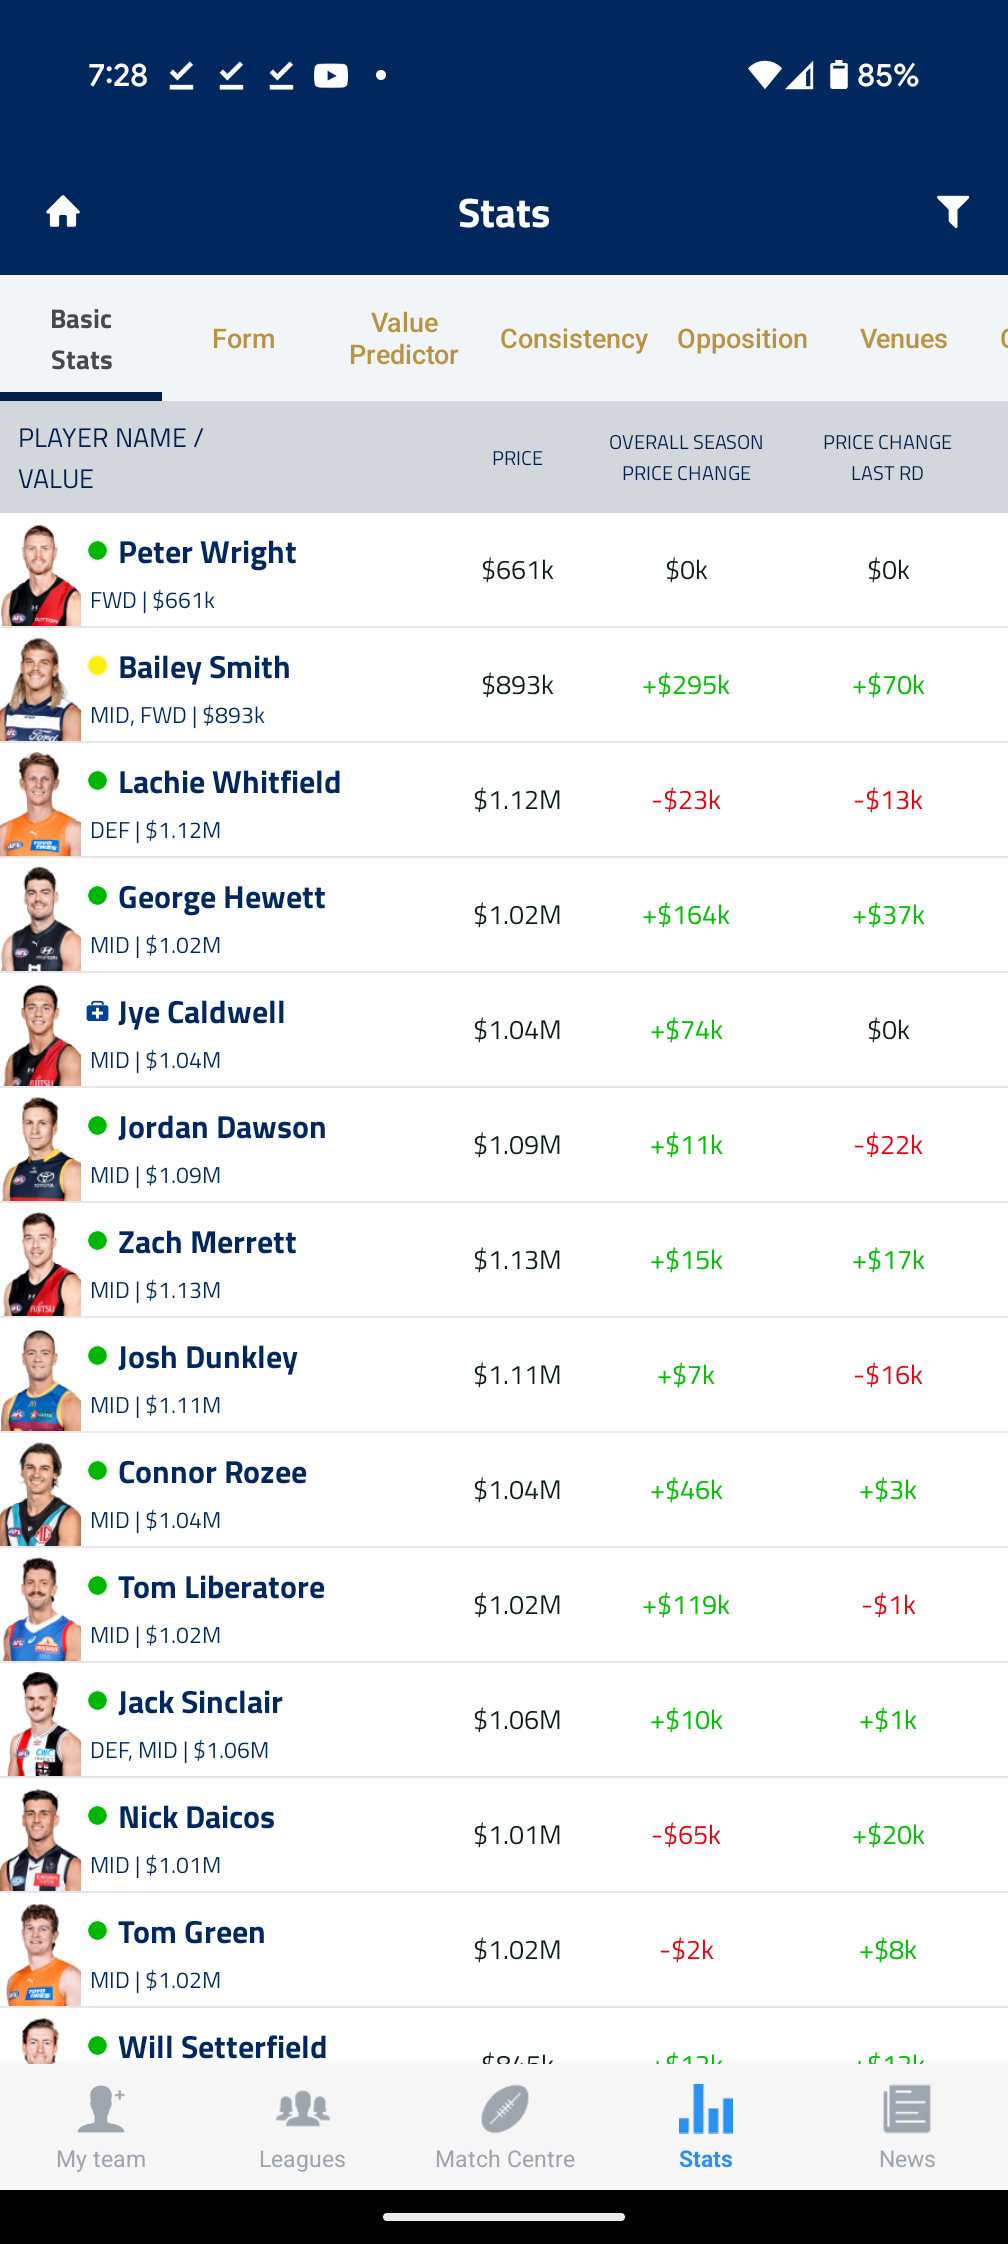 7:28
85%
Stats
Basic
Stats
Form
Value
Predictor
Consistency
Opposition
Venues
PLAYER NAME /
VALUE
PRICE
OVERALL SEASON
PRICE CHANGE
PRICE CHANGE
LAST RD
Peter Wright
FWD | $661k
$661k
$0k
$0k
Bailey Smith
MID, FWD | $893k
$893k
+$295k
+$70k
Lachie Whitfield
DEF | $1.12M
$1.12M
-$23k
-$13k
George Hewett
MID | $1.02M
$1.02M
+$164k
+$37k
Jye Caldwell
MID | $1.04M
$1.04M
+$74k
$0k
Jordan Dawson
MID | $1.09M
$1.09M
+$11k
-$22k
Zach Merrett
MID | $1.13M
$1.13M
+$15k
+$17k
Josh Dunkley
MID | $1.11M
$1.11M
+$7k
-$16k
Connor Rozee
MID | $1.04M
$1.04M
+$46k
+$3k
Tom Liberatore
MID | $1.02M
$1.02M
+$119k
-$1k
Jack Sinclair
DEF, MID | $1.06M
$1.06M
+$10k
+$1k
Nick Daicos
MID | $1.01M
$1.01M
-$65k
+$20k
Tom Green
MID | $1.02M
$1.02M
-$2k
+$8k
Will Setterfield
My team
Leagues
Match Centre
Stats
News